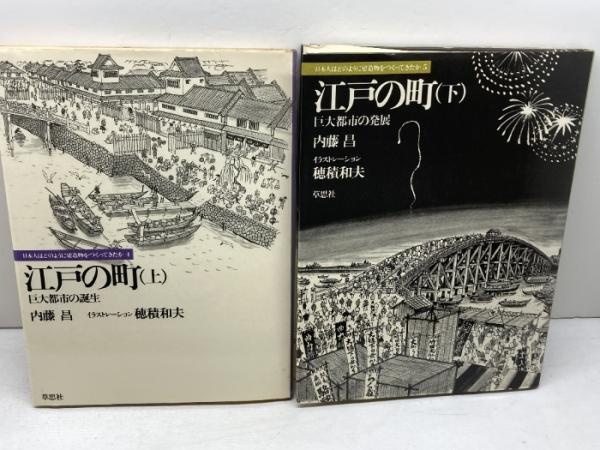 日本人はどのように建造物をつくってきたか 4
江戸の町(上)
巨大都市の誕生
内藤 昌 イラストレーション 穂積和夫
草思社
日本人はどのように建造物をつくってきたか 5
江戸の町(下)
巨大都市の発展
内藤 昌
イラストレーション
穂積和夫
草思社